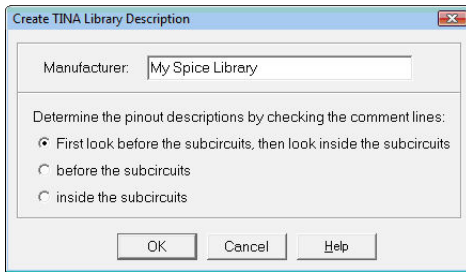 Create TINA Library Description
Manufacturer: My Spice Library
Determine the pinout descriptions by checking the comment lines:
First look before the subcircuits, then look inside the subcircuits
before the subcircuits
inside the subcircuits
OK Cancel Help